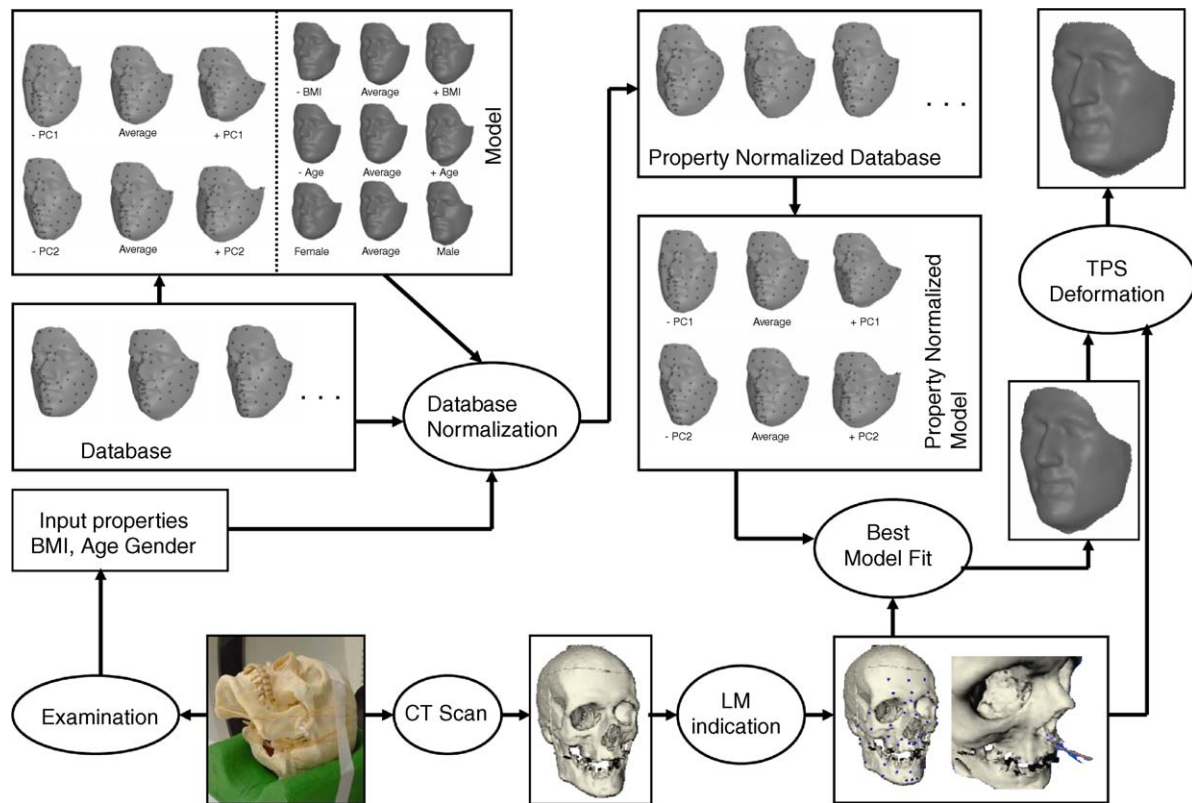 - BMI
Average
+ BMI
- PC1
Average
+ PC1
- Age
Average
+ Age
- PC2
Average
+ PC2
Female
Average
Male
Model
. . .
Database
Database
Normalization
Input properties
BMI, Age Gender
Examination
CT Scan
LM
indication
. . .
Property Normalized Database
- PC1
Average
+ PC1
- PC2
Average
+ PC2
Property Normalized
Model
Best
Model Fit
TPS
Deformation